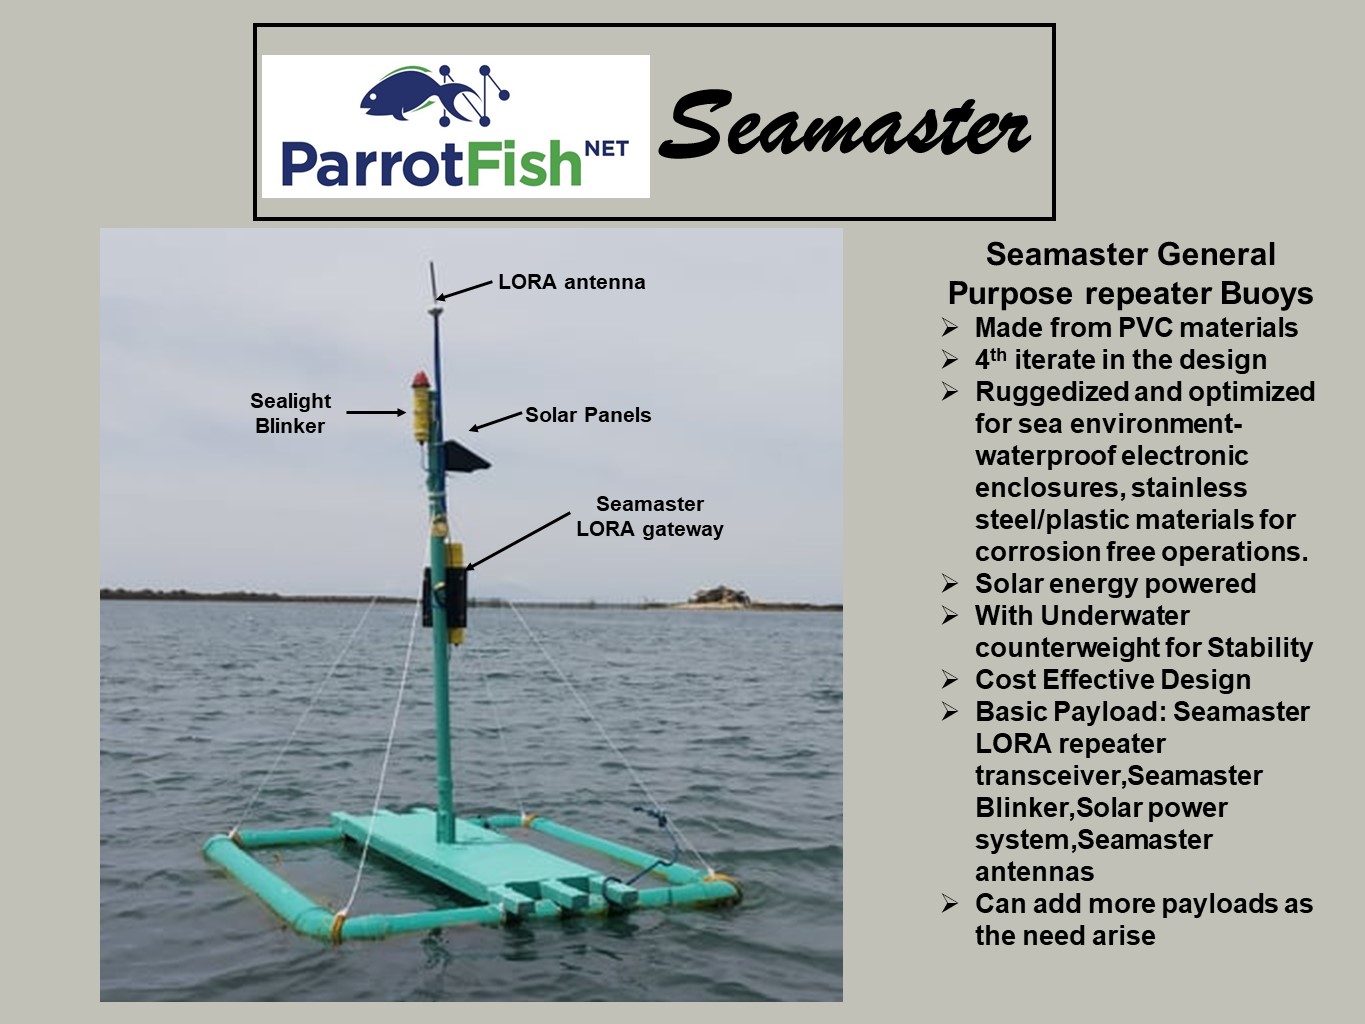 ParrotFish NET
Seamaster
LORA antenna
Sealight
Blinker
Solar Panels
Seamaster
LORA gateway
Seamaster General
Purpose repeater Buoys
➢ Made from PVC materials
➢ 4th iterate in the design
➢ Ruggedized and optimized
for sea environment-
waterproof electronic
enclosures, stainless
steel/plastic materials for
corrosion free operations.
➢ Solar energy powered
➢ With Underwater
counterweight for Stability
➢ Cost Effective Design
➢ Basic Payload: Seamaster
LORA repeater
transceiver,Seamaster
Blinker,Solar power
system,Seamaster
antennas
➢ Can add more payloads as
the need arise